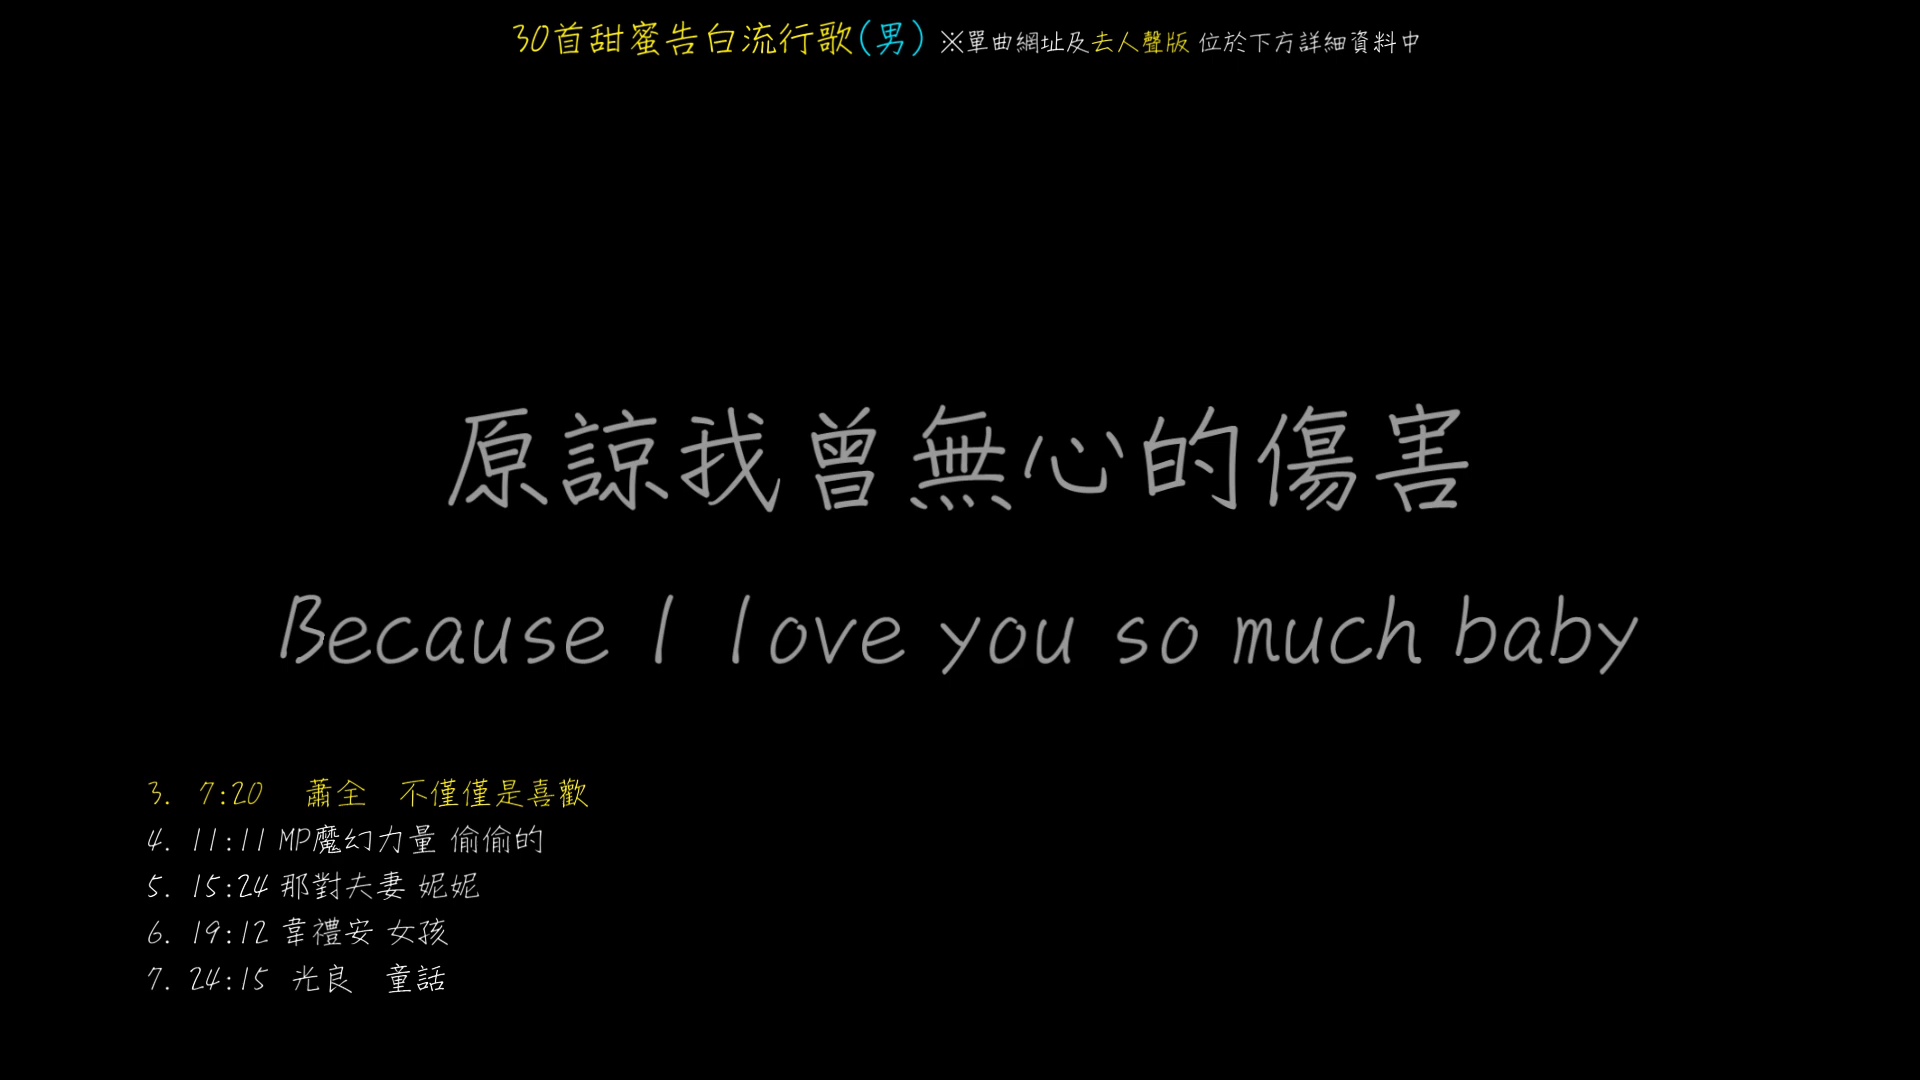 30首甜蜜告白流行歌(男) ※單曲網址及去人聲版 位於下方詳細資料中
原諒我曾無心的傷害
Because I love you so much baby
3. 7:20 蕭全 不僅僅是喜歡
4. 11:11 MP魔幻力量 偷偷的
5. 15:24 那對夫妻 妮妮
6. 19:12 韋禮安 女孩
7. 24:15 光良 童話